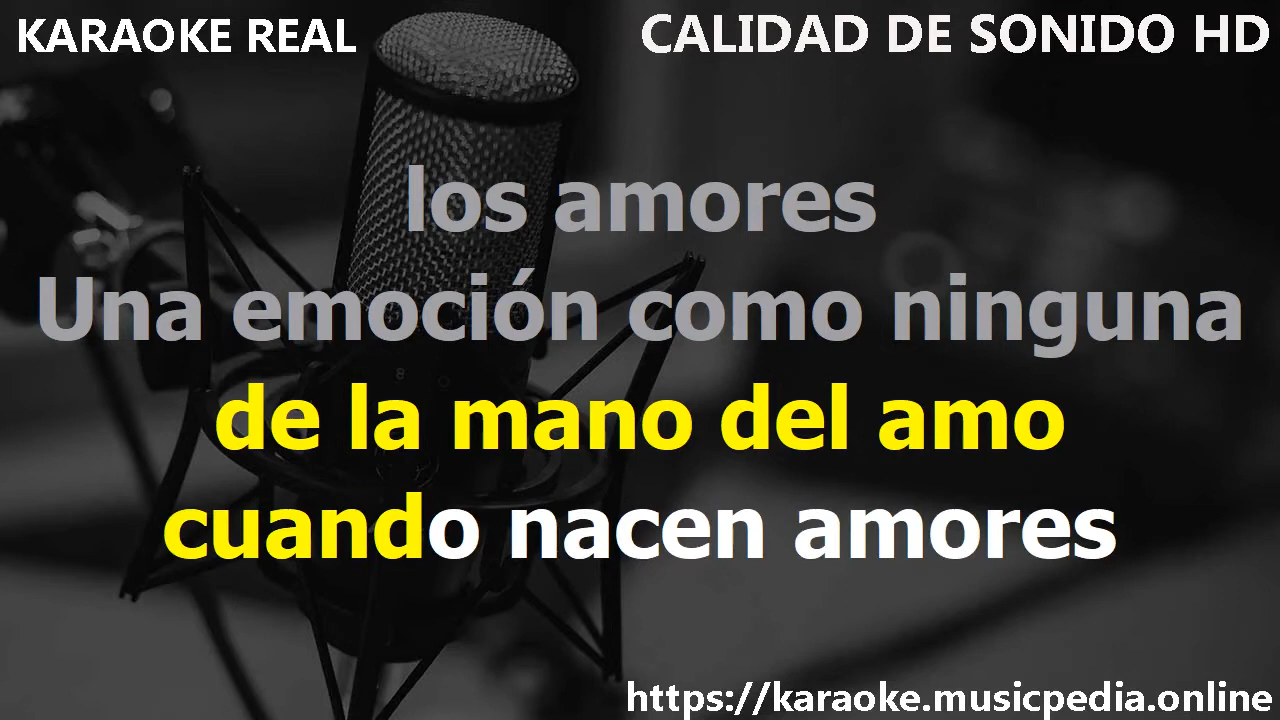 KARAOKE REAL
CALIDAD DE SONIDO HD
los amores
Una emoción como ninguna
de la mano del amo
cuando nacen amores
https://karaoke.musicpedia.online